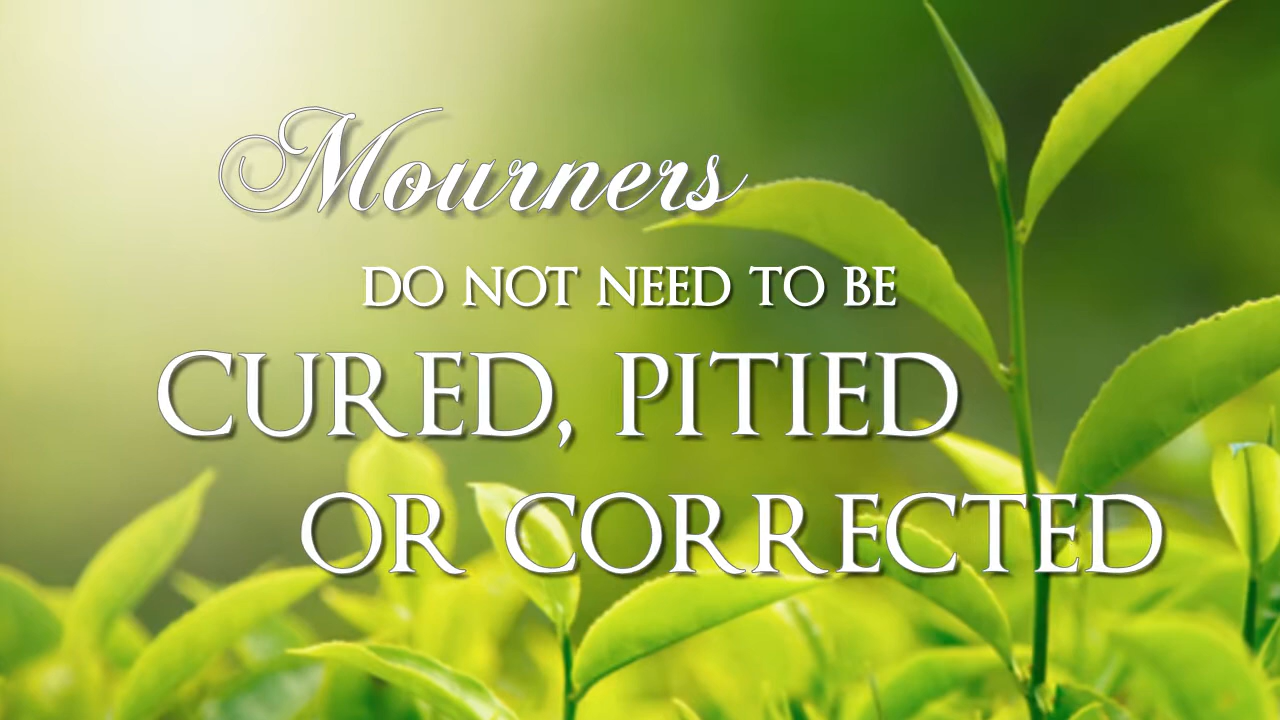 Mourners
DO NOT NEED TO BE
CURED, PITIED
OR CORRECTED